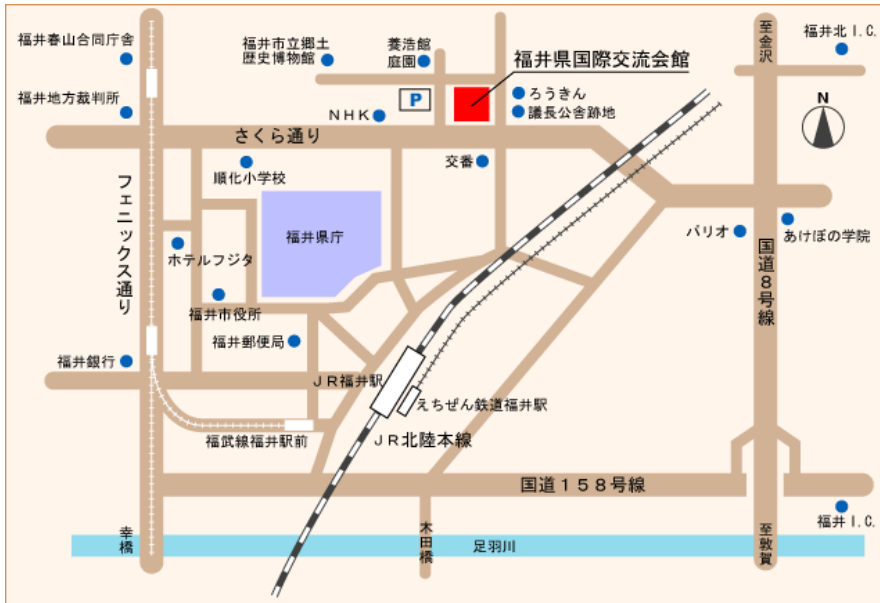 福井春山合同庁舎
福井市立郷土
歴史博物館
養浩館
庭園
福井県国際交流会館
至金沢
福井北I.C.
福井地方裁判所
P
NHK
ろうきん
議長公舎跡地
N
さくら通り
順化小学校
交番
フェニックス通り
福井県庁
ホテルフジタ
バリオ
あけぼの学院
国道8号線
福井市役所
福井郵便局
福井銀行
JR福井駅
えちぜん鉄道福井駅
福武線福井駅前
JR北陸本線
国道158号線
福井I.C.
幸橋
木田橋
足羽川
至敦賀